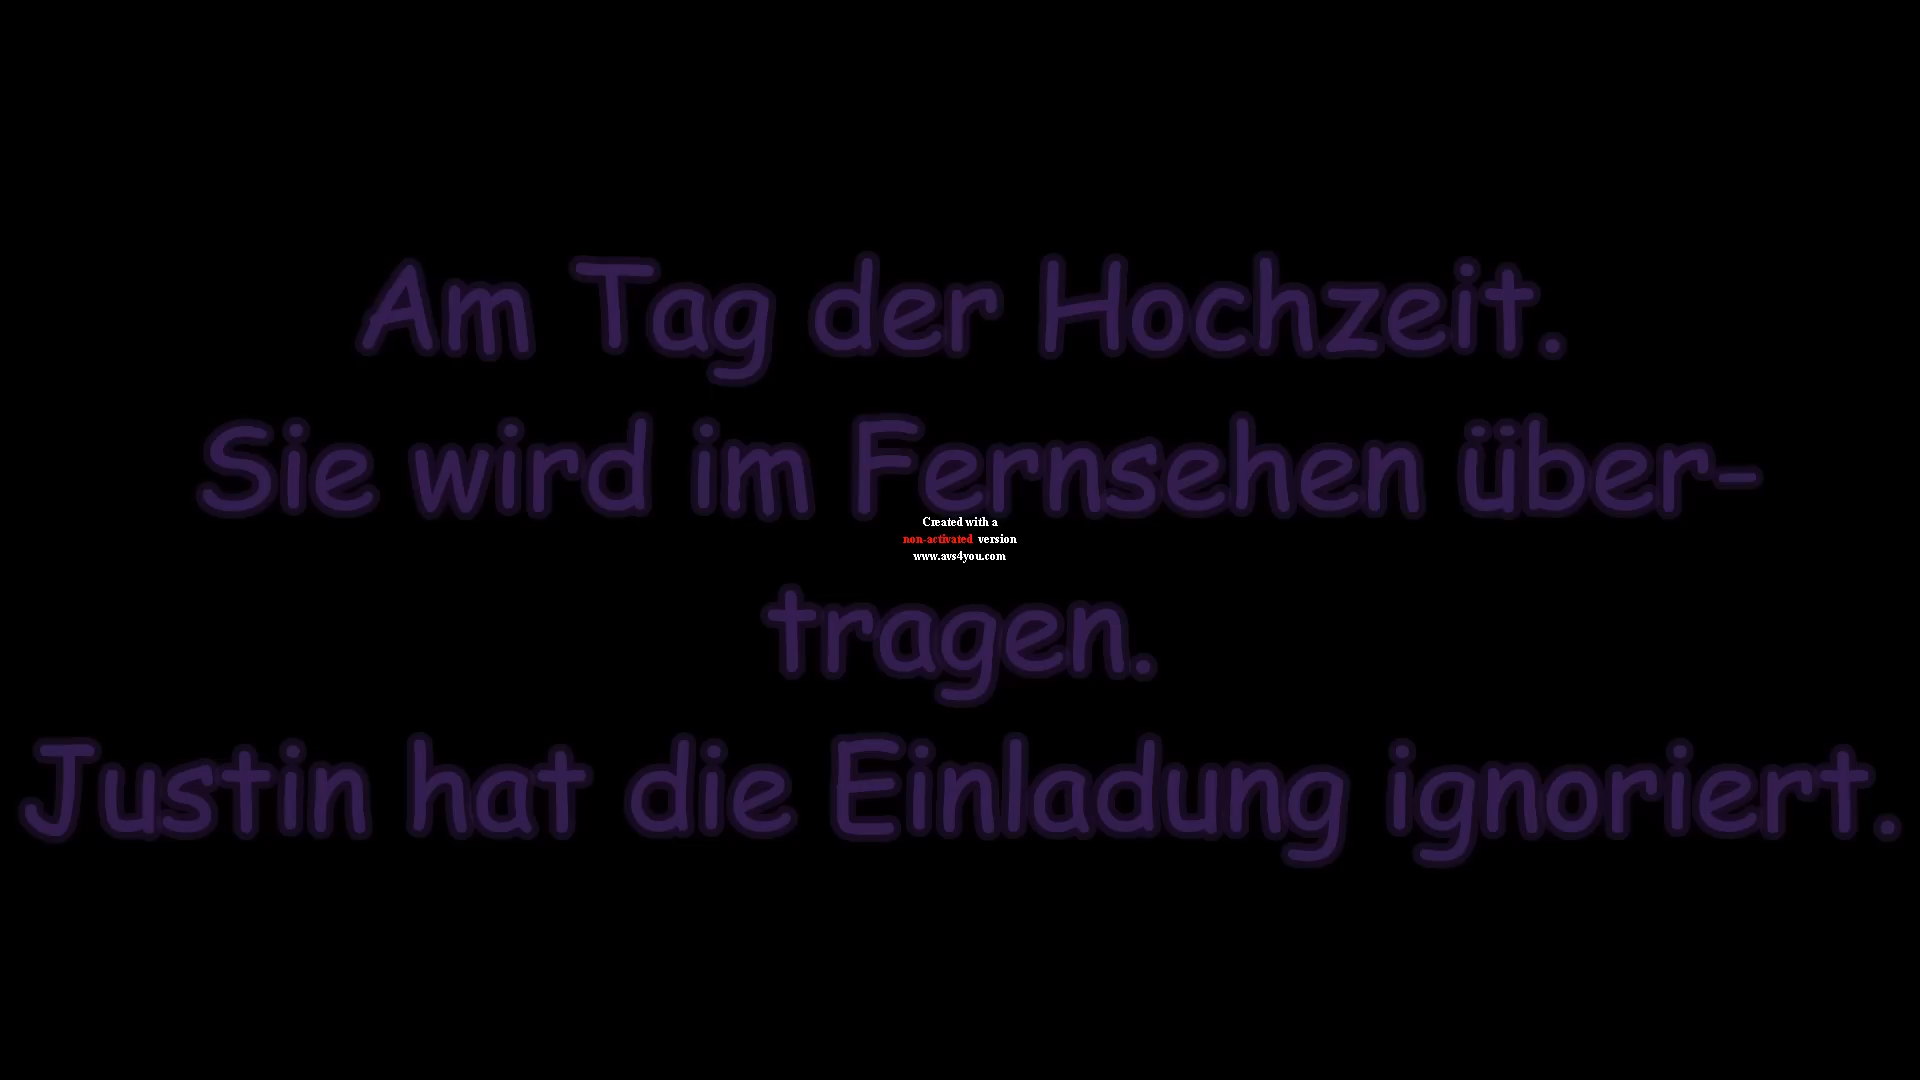 Am Tag der Hochzeit.
Sie wird im Fernsehen über-
Created with a
non-activated version
www.avs4you.com
tragen.
Justin hat die Einladung ignoriert.